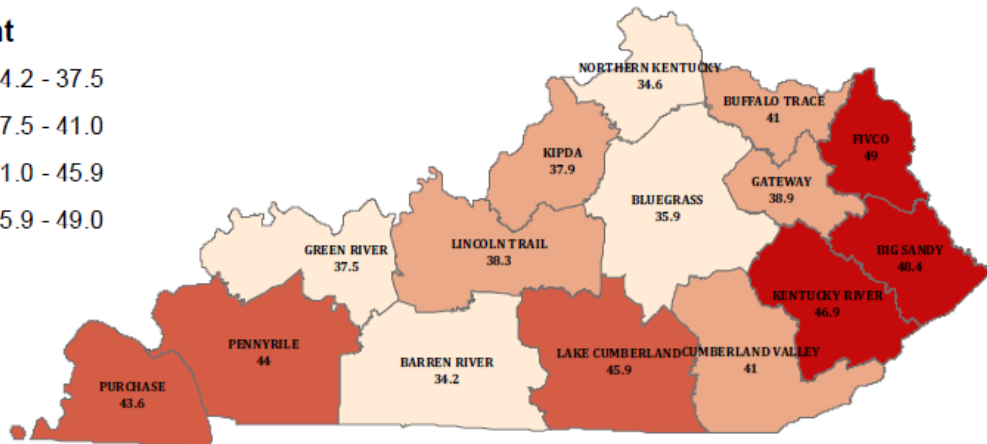 nt
4.2 - 37.5
7.5 - 41.0
1.0 - 45.9
5.9 - 49.0
NORTHERN KENTUCKY
34.6
BUFFALO TRACE
41
FIVCO
49
KIPDA
37.9
GATEWAY
38.9
BLUEGRASS
35.9
GREEN RIVER
37.5
LINCOLN TRAIL
38.3
BIG SANDY
48.4
KENTUCKY RIVER
46.9
PENNYRILE
44
BARREN RIVER
34.2
LAKE CUMBERLAND
45.9
CUMBERLAND VALLEY
41
PURCHASE
43.6